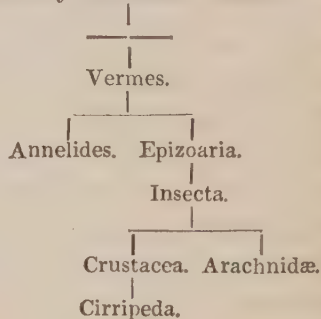 Vermes.
Annelides. Epizoaria.
Insecta.
Crustacea. Arachnidæ.
Cirripeda.